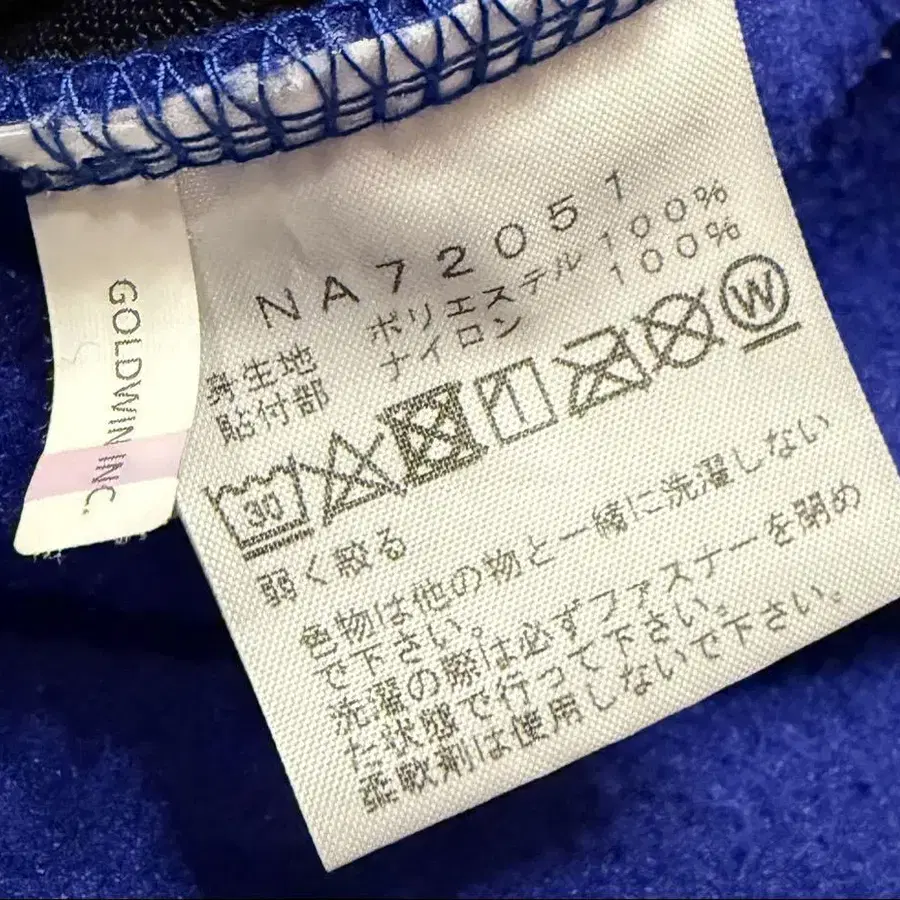 GOLDWIN INC.
NA72051
身生地 ポリエステル 100%
貼付部 ナイロン 100%
30
W
弱く絞る
色物は他の物と一緒に洗濯しない
で下さい。
洗濯の際は必ずファスナーを閉め
た状態で行って下さい。
柔軟剤は使用しないで下さい。